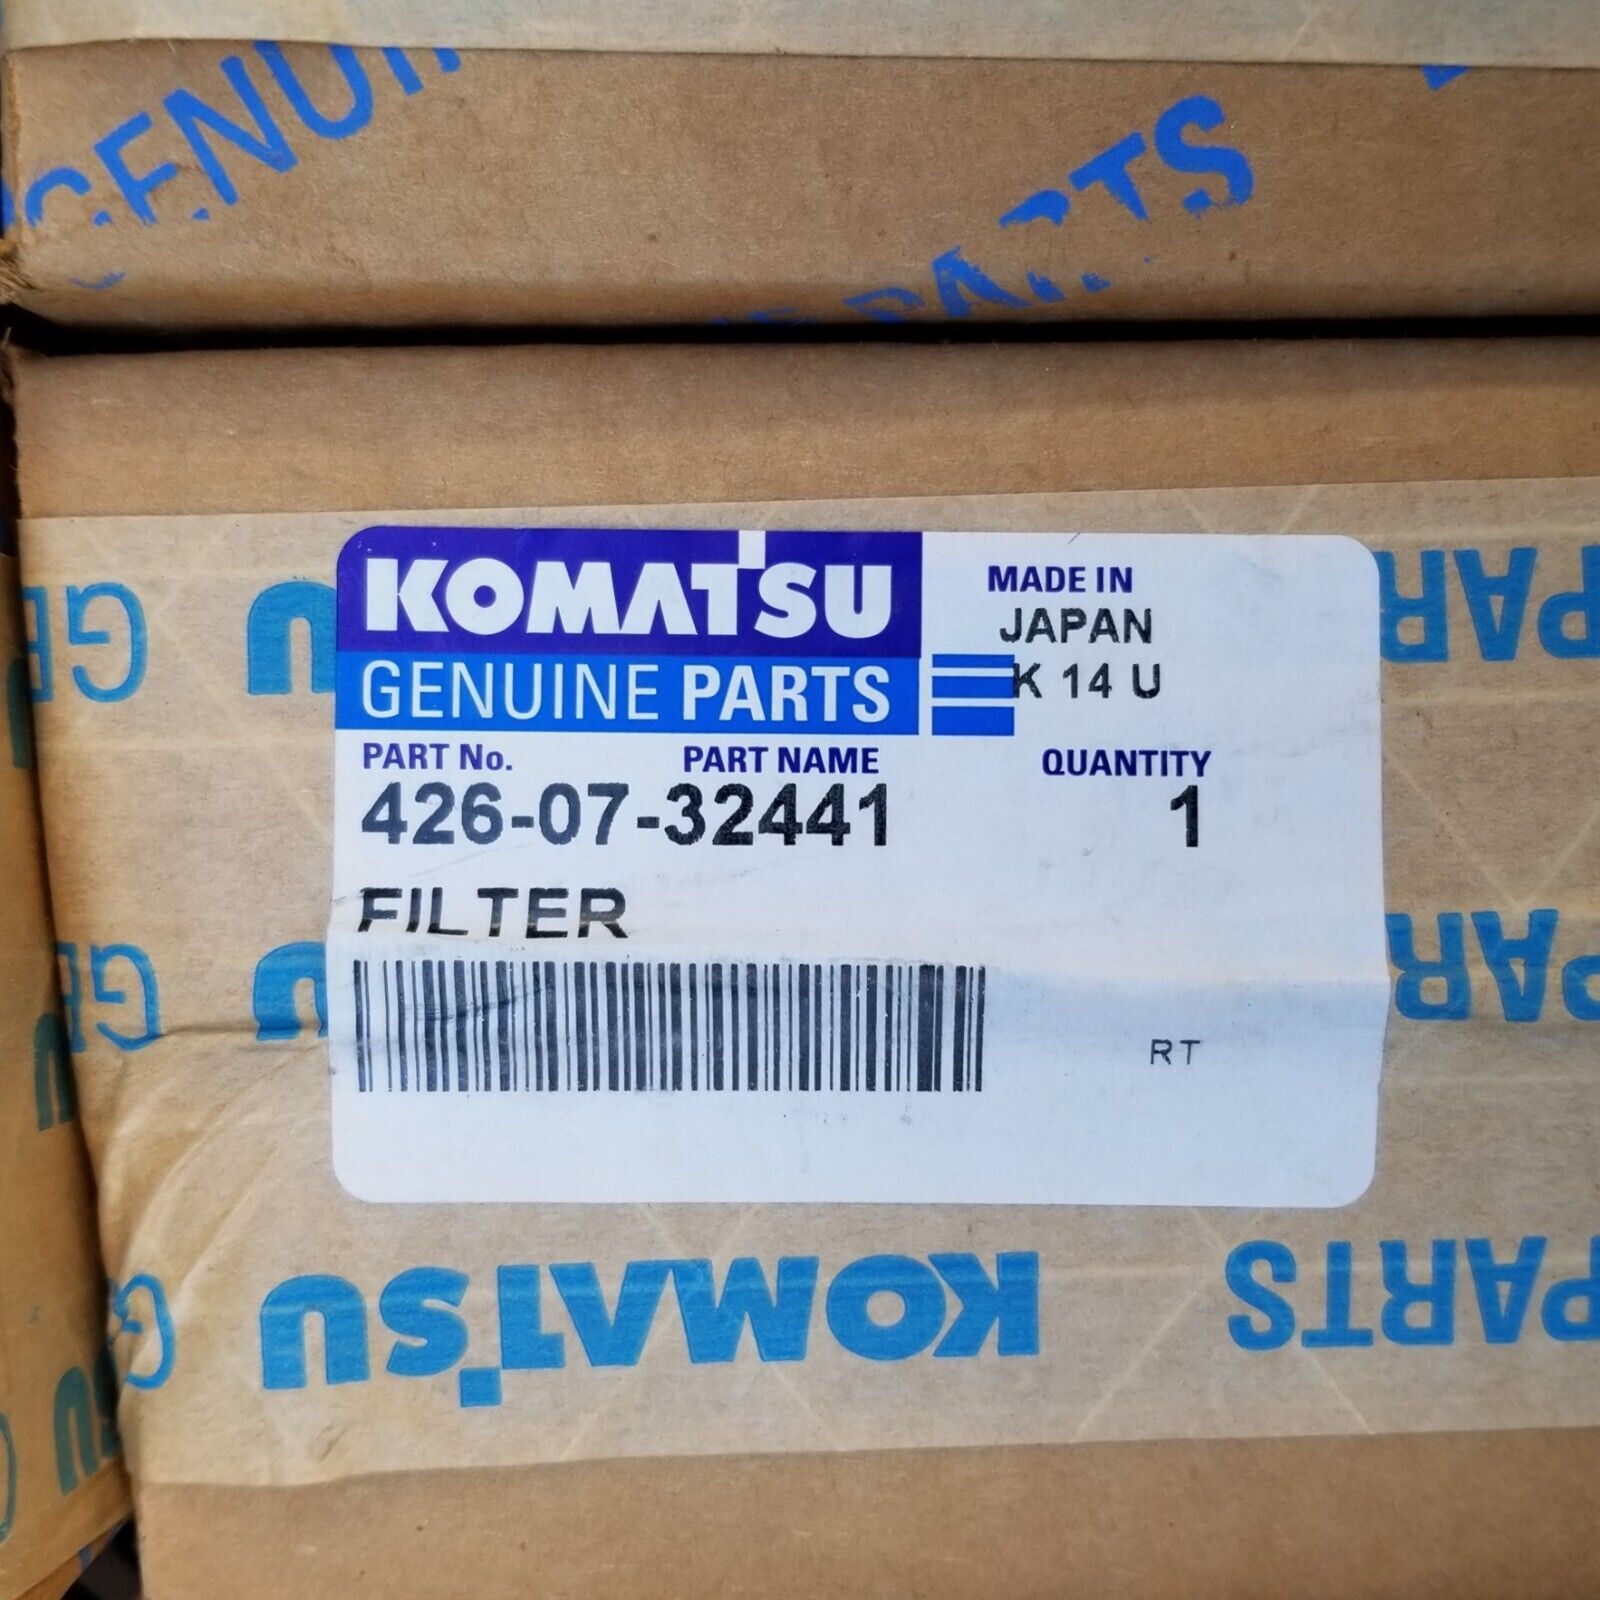 PARTS
KOMATSU
MADE IN
JAPAN
GENUINE PARTS
K 14 U
PART No.
PART NAME
QUANTITY
426-07-32441
1
FILTER
RT
KOMATSU
PARTS